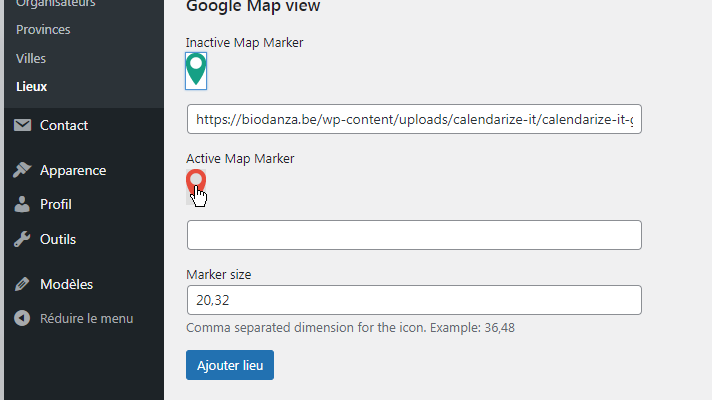 Organisateurs
Provinces
Villes
Lieux
Contact
Apparence
Profil
Outils
Modèles
Réduire le menu
Google Map view
Inactive Map Marker
https://biodanza.be/wp-content/uploads/calendarize-it/calendarize-it-g
Active Map Marker
Marker size
20,32
Comma separated dimension for the icon. Example: 36,48
Ajouter lieu